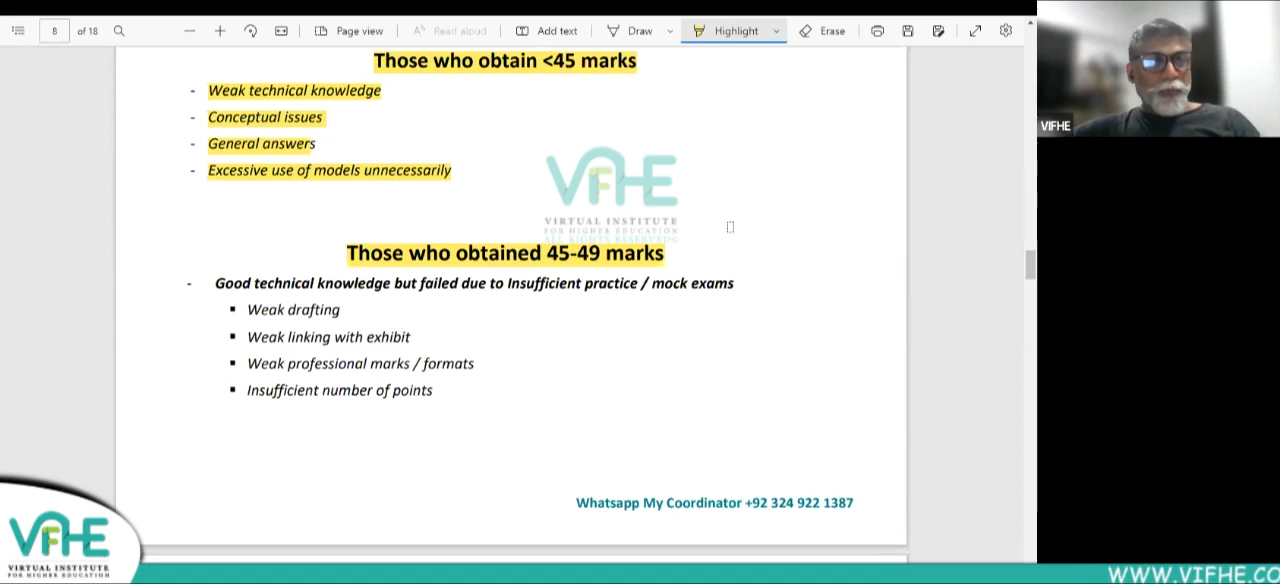 8 of 18 Page view Read aloud Add text Draw Highlight Erase
Those who obtain <45 marks
- Weak technical knowledge
- Conceptual issues
- General answers
- Excessive use of models unnecessarily
VIFHE
VIRTUAL INSTITUTE
FOR HIGHER EDUCATION
ALL RIGHTS RESERVED
Those who obtained 45-49 marks
- Good technical knowledge but failed due to Insufficient practice / mock exams
▪ Weak drafting
▪ Weak linking with exhibit
▪ Weak professional marks / formats
▪ Insufficient number of points
Whatsapp My Coordinator +92 324 922 1387
VIFHE
VIFHE
VIRTUAL INSTITUTE
FOR HIGHER EDUCATION
WWW.VIFHE.CO